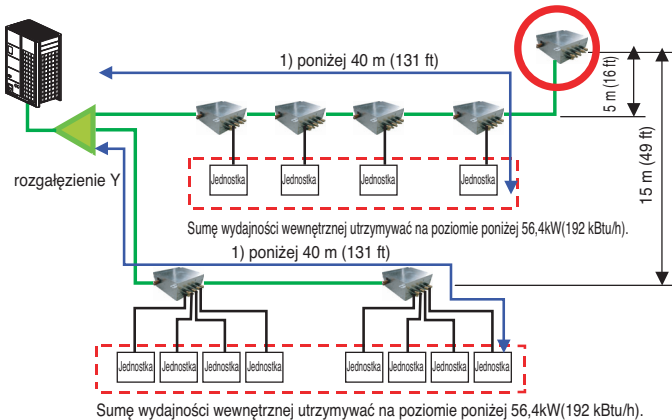 1) poniżej 40 m (131 ft)
5 m (16 ft)
15 m (49 ft)
rozgałęzienie Y
Jednostka
Jednostka
Jednostka
Jednostka
Sumę wydajności wewnętrznej utrzymywać na poziomie poniżej 56,4kW(192 kBtu/h).
1) poniżej 40 m (131 ft)
Jednostka
Jednostka
Jednostka
Jednostka
Jednostka
Jednostka
Jednostka
Jednostka
Sumę wydajności wewnętrznej utrzymywać na poziomie poniżej 56,4kW(192 kBtu/h).